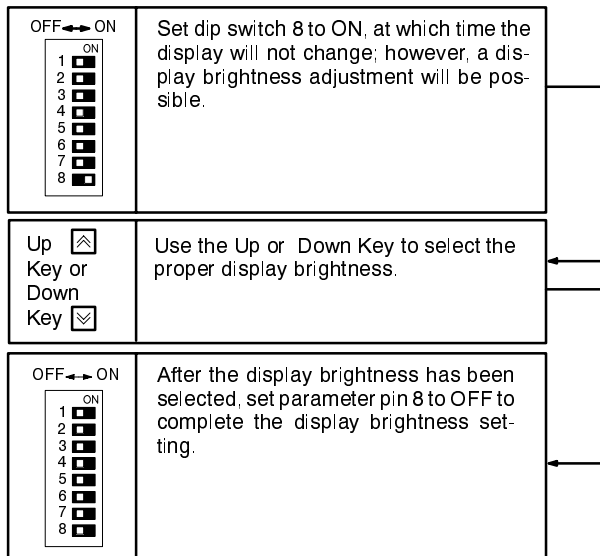 OFF ON
ON
1
2
3
4
5
6
7
8
Set dip switch 8 to ON, at which time the
display will not change; however, a dis-
play brightness adjustment will be pos-
sible.
Up
Key or
Down
Key
Use the Up or Down Key to select the
proper display brightness.
OFF ON
ON
1
2
3
4
5
6
7
8
After the display brightness has been
selected, set parameter pin 8 to OFF to
complete the display brightness set-
ting.